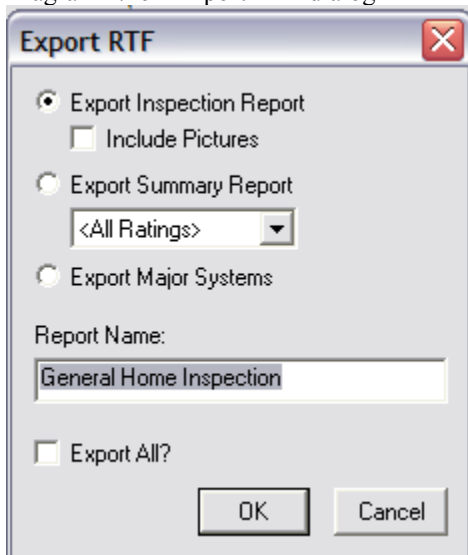 Export RTF
Export Inspection Report
Include Pictures
Export Summary Report
<All Ratings>
Export Major Systems
Report Name:
General Home Inspection
Export All?
OK Cancel